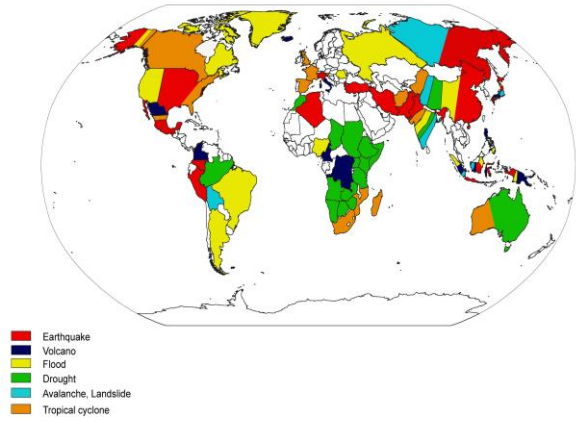 Earthquake
Volcano
Flood
Drought
Avalanche, Landslide
Tropical cyclone